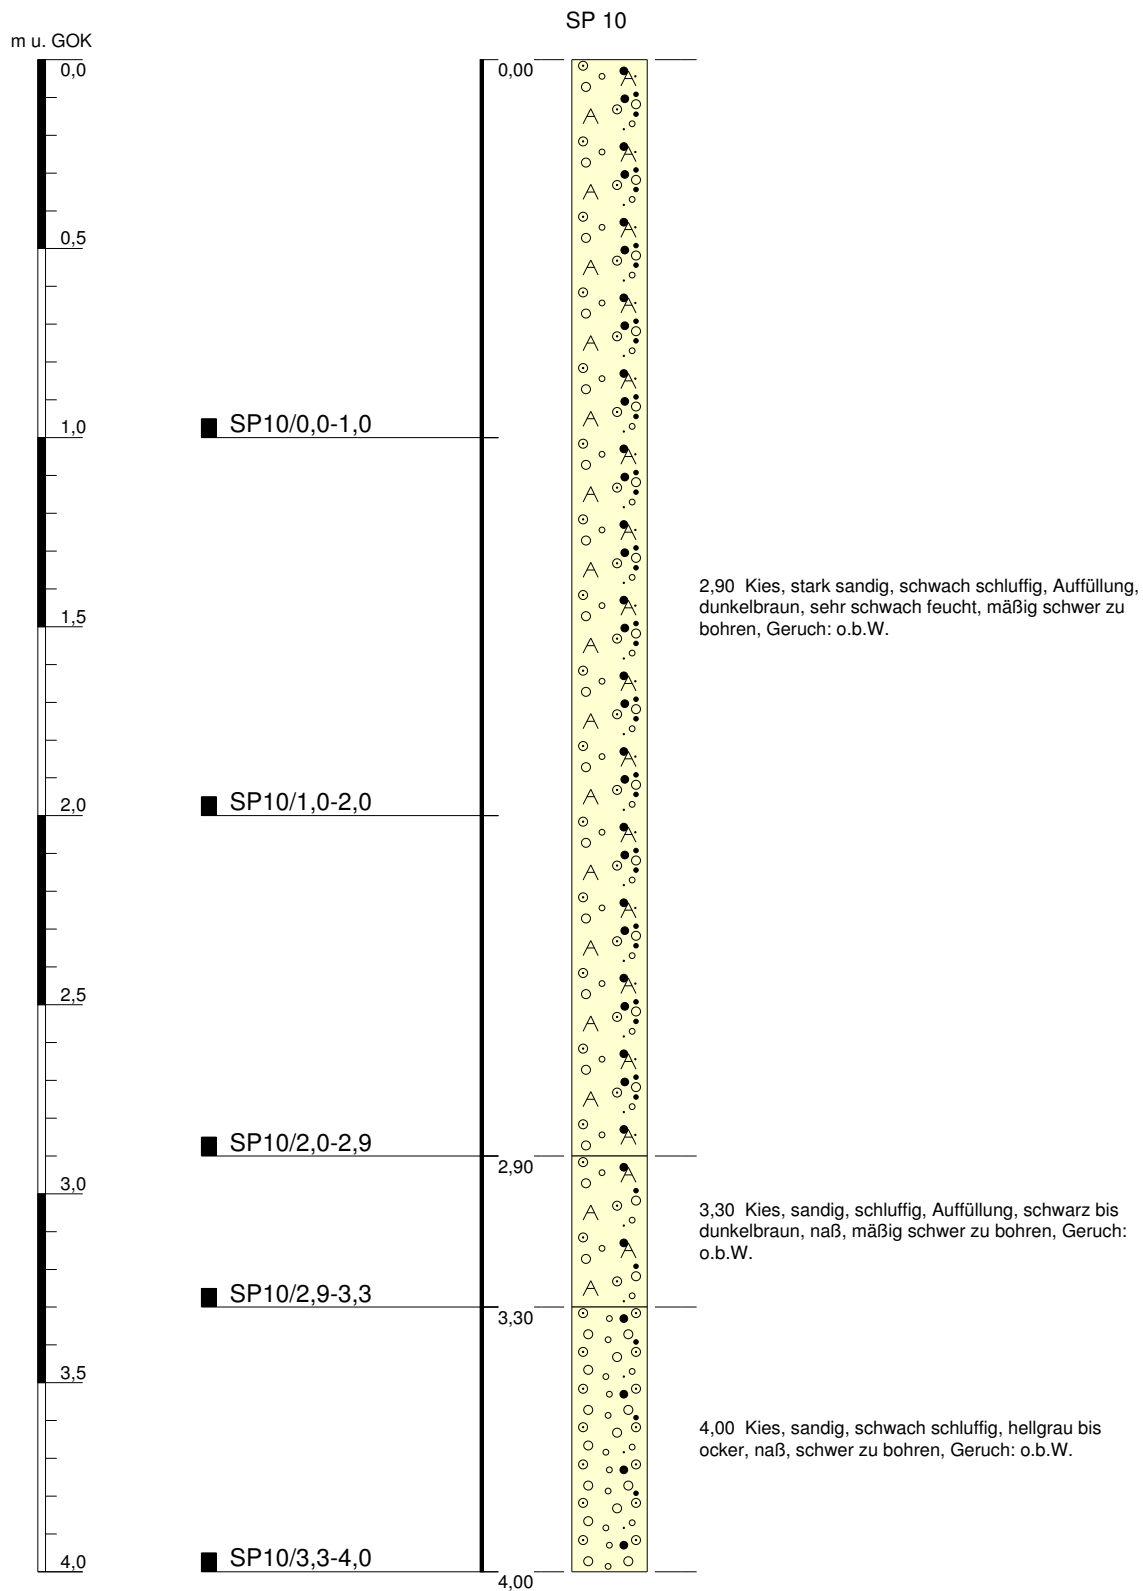 SP 10
m u. GOK
0,0
0,00
0,5
1,0
SP10/0,0-1,0
2,90 Kies, stark sandig, schwach schluffig, Auffüllung,
dunkelbraun, sehr schwach feucht, mäßig schwer zu
bohren, Geruch: o.b.W.
1,5
2,0
SP10/1,0-2,0
2,5
SP10/2,0-2,9
2,90
3,0
3,30 Kies, sandig, schluffig, Auffüllung, schwarz bis
dunkelbraun, naß, mäßig schwer zu bohren, Geruch:
o.b.W.
SP10/2,9-3,3
3,30
3,5
4,00 Kies, sandig, schwach schluffig, hellgrau bis
ocker, naß, schwer zu bohren, Geruch: o.b.W.
4,0
SP10/3,3-4,0
4,00